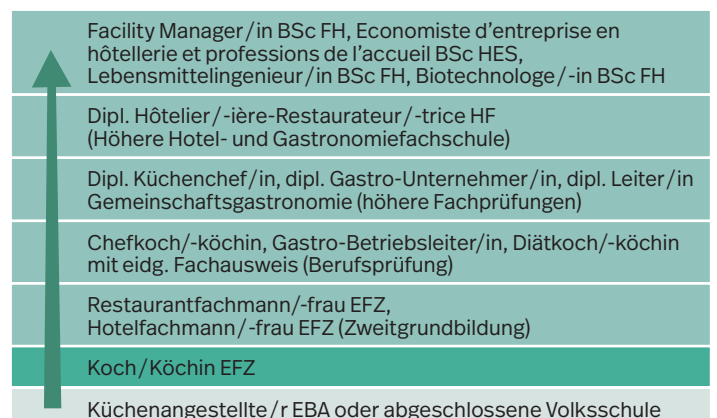 Facility Manager/in BSc FH, Economiste d’entreprise en
hôtellerie et professions de l’accueil BSc HES,
Lebensmittelingenieur/in BSc FH, Biotechnologe/-in BSc FH
Dipl. Hôtelier/-ière-Restaurateur/-trice HF
(Höhere Hotel- und Gastronomiefachschule)
Dipl. Küchenchef/in, dipl. Gastro-Unternehmer/in, dipl. Leiter/in
Gemeinschaftsgastronomie (höhere Fachprüfungen)
Chefkoch/-köchin, Gastro-Betriebsleiter/in, Diätkoch/-köchin
mit eidg. Fachausweis (Berufsprüfung)
Restaurantfachmann/-frau EFZ,
Hotelfachmann/-frau EFZ (Zweitgrundbildung)
Koch/Köchin EFZ
Küchenangestellte/r EBA oder abgeschlossene Volksschule